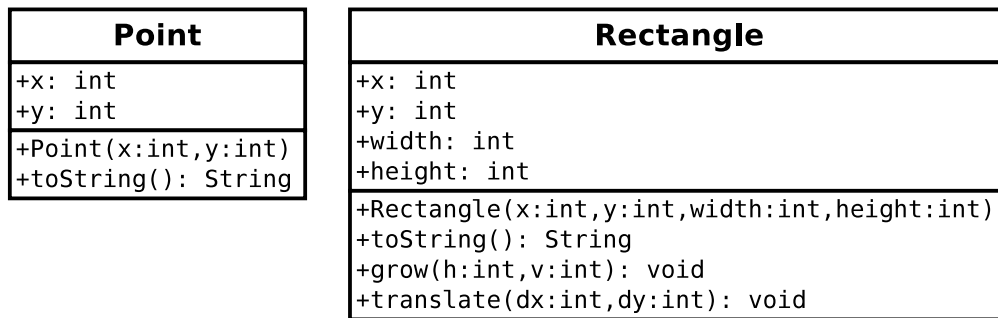 Point
+x: int
+y: int
+Point(x:int,y:int)
+toString(): String
Rectangle
+x: int
+y: int
+width: int
+height: int
+Rectangle(x:int,y:int,width:int,height:int)
+toString(): String
+grow(h:int,v:int): void
+translate(dx:int,dy:int): void